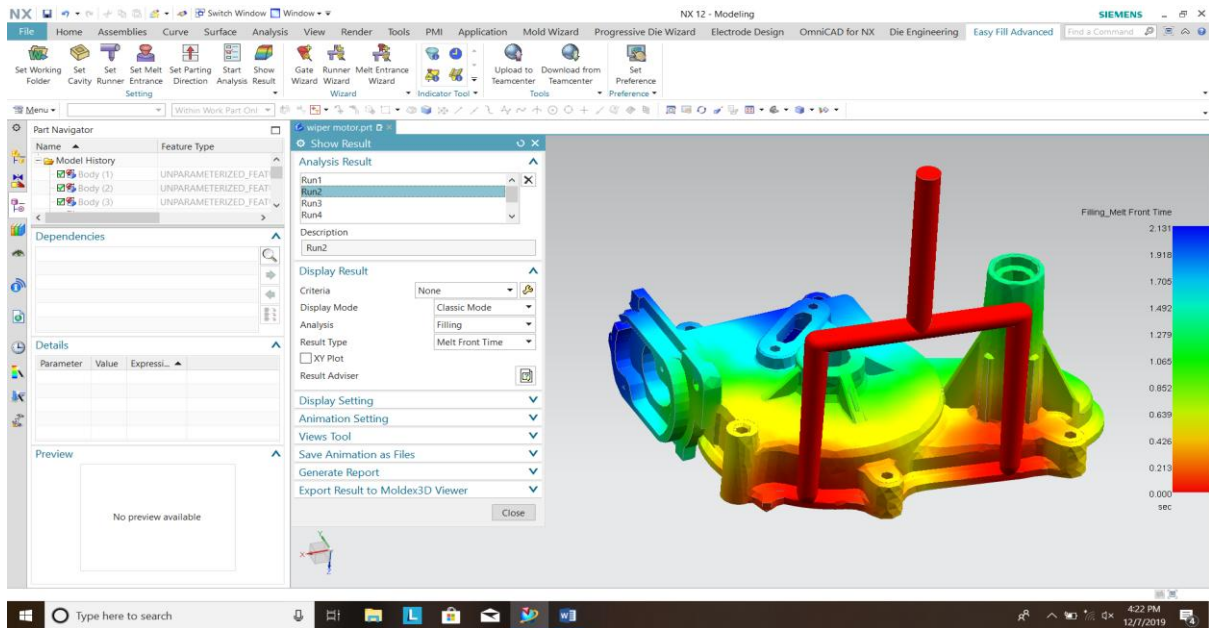 NX
Switch Window
Window
NX 12 - Modeling
SIEMENS
File Home Assemblies Curve Surface Analysis View Render Tools PMI Application Mold Wizard Progressive Die Wizard Electrode Design OmniCAD for NX Die Engineering Easy Fill Advanced Find a Command
Set Working Folder
Set Cavity
Set Runner
Set Melt Entrance
Set Parting Direction
Start Analysis
Show Result
Gate Wizard
Runner Wizard
Melt Entrance Wizard
Upload to Teamcenter
Download from Teamcenter
Set Preference
Setting
Wizard
Indicator Tool
Tools
Preference
Menu
Within Work Part Onl
Part Navigator
Name Feature Type
Model History
Body (1) UNPARAMETERIZED_FEAT
Body (2) UNPARAMETERIZED_FEAT
Body (3) UNPARAMETERIZED_FEAT
Dependencies
Details
Parameter Value Expressi...
Preview
No preview available
wiper motor.prt
Show Result
Analysis Result
Run1
Run2
Run3
Run4
Description
Run2
Display Result
Criteria None
Display Mode Classic Mode
Analysis Filling
Result Type Melt Front Time
XY Plot
Result Adviser
Display Setting
Animation Setting
Views Tool
Save Animation as Files
Generate Report
Export Result to Moldex3D Viewer
Close
Filling_Melt Front Time
2.131
1.918
1.705
1.492
1.279
1.065
0.852
0.639
0.426
0.213
0.000
sec
X
Y
Z
Type here to search
4:22 PM
12/7/2019